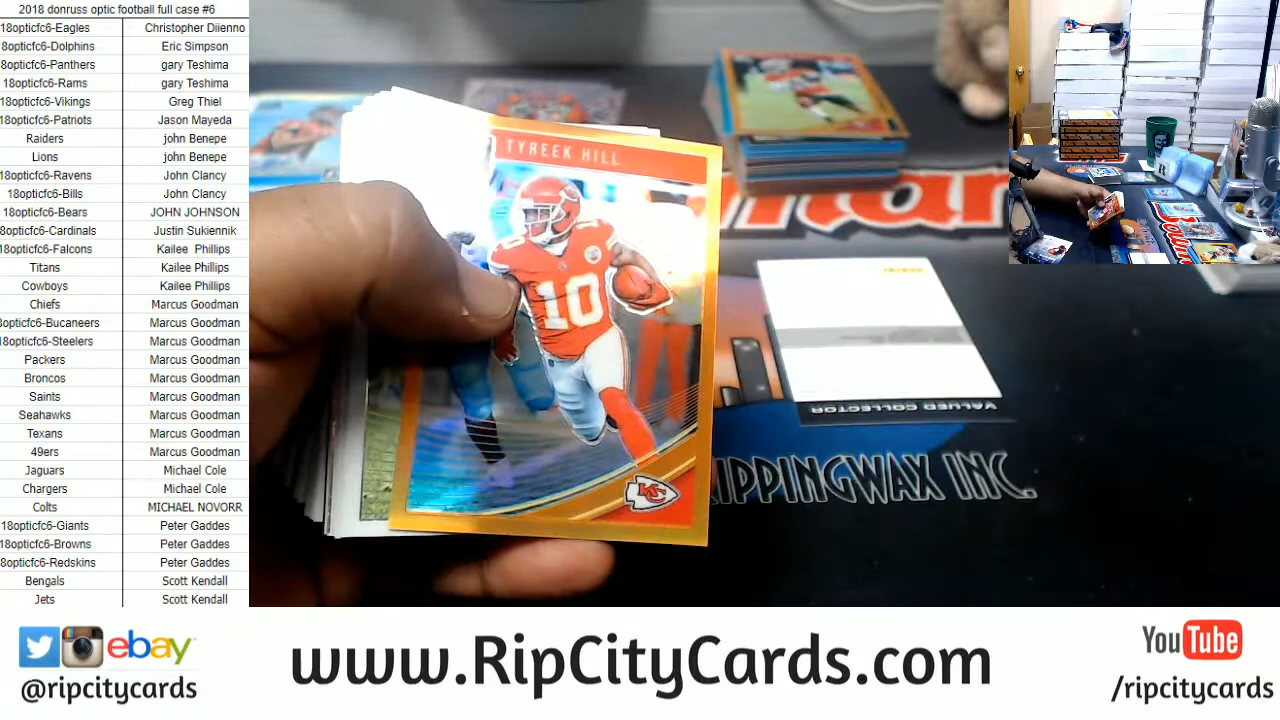 2018 donruss optic football full case #6
18opticfc6-Eagles Christopher Diienno
8opticfc6-Dolphins Eric Simpson
8opticfc6-Panthers gary Teshima
18opticfc6-Rams gary Teshima
18opticfc6-Vikings Greg Thiel
18opticfc6-Patriots Jason Mayeda
Raiders john Benepe
Lions john Benepe
18opticfc6-Ravens John Clancy
18opticfc6-Bills John Clancy
18opticfc6-Bears JOHN JOHNSON
8opticfc6-Cardinals Justin Sukiennik
18opticfc6-Falcons Kailee Phillips
Titans Kailee Phillips
Cowboys Kailee Phillips
Chiefs Marcus Goodman
8opticfc6-Bucaneers Marcus Goodman
18opticfc6-Steelers Marcus Goodman
Packers Marcus Goodman
Broncos Marcus Goodman
Saints Marcus Goodman
Seahawks Marcus Goodman
Texans Marcus Goodman
49ers Marcus Goodman
Jaguars Michael Cole
Chargers Michael Cole
Colts MICHAEL NOVORR
18opticfc6-Giants Peter Gaddes
18opticfc6-Browns Peter Gaddes
8opticfc6-Redskins Peter Gaddes
Bengals Scott Kendall
Jets Scott Kendall
TYREEK HILL
10
KC
VALUED COLLECTOR
RIPPINGWAX INC.
ebay
@ripcitycards
www.RipCityCards.com
YouTube
/ripcitycards